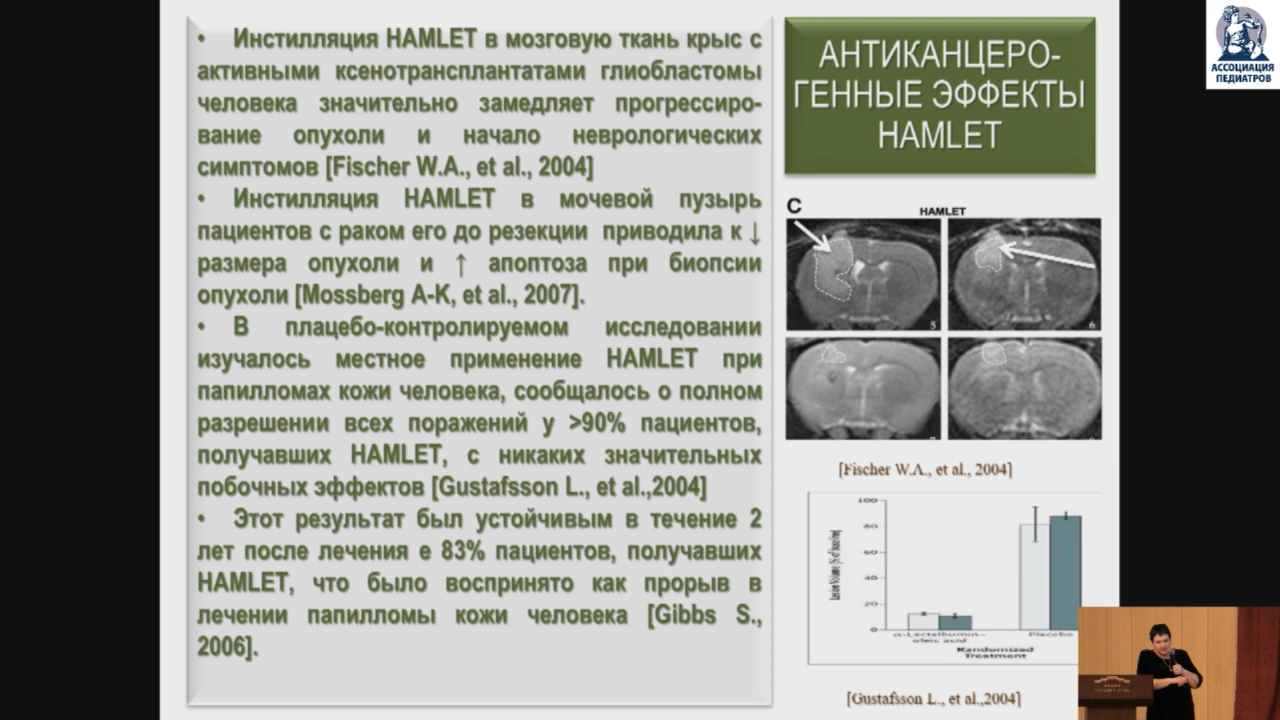 • Инстилляция HAMLET в мозговую ткань крыс с
активными ксенотрансплантатами глиобластомы
человека значительно замедляет прогрессиро-
вание опухоли и начало неврологических
симптомов [Fischer W.A., et al., 2004]
• Инстилляция HAMLET в мочевой пузырь
пациентов с раком его до резекции приводила к ↓
размера опухоли и ↑ апоптоза при биопсии
опухоли [Mossberg A-K, et al., 2007].
• В плацебо-контролируемом исследовании
изучалось местное применение HAMLET при
папилломах кожи человека, сообщалось о полном
разрешении всех поражений у >90% пациентов,
получавших HAMLET, с никаких значительных
побочных эффектов [Gustafsson L., et al.,2004]
• Этот результат был устойчивым в течение 2
лет после лечения е 83% пациентов, получавших
HAMLET, что было воспринято как прорыв в
лечении папилломы кожи человека [Gibbs S.,
2006].
АНТИКАНЦЕРО-
ГЕННЫЕ ЭФФЕКТЫ
HAMLET
C
HAMLET
5
6
[Fischer W.A., et al., 2004]
100
80
60
40
20
0
α-Lactalbumin–
oleic acid
Placebo
Randomized
Treatment
[Gustafsson L., et al.,2004]
АССОЦИАЦИЯ
ПЕДИАТРОВ